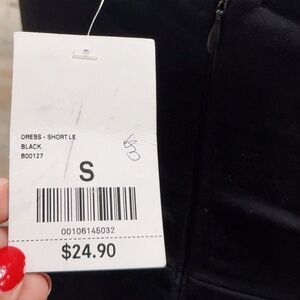 DRESS - SHORT LE
BLACK
B00127
S
00106145032
$24.90